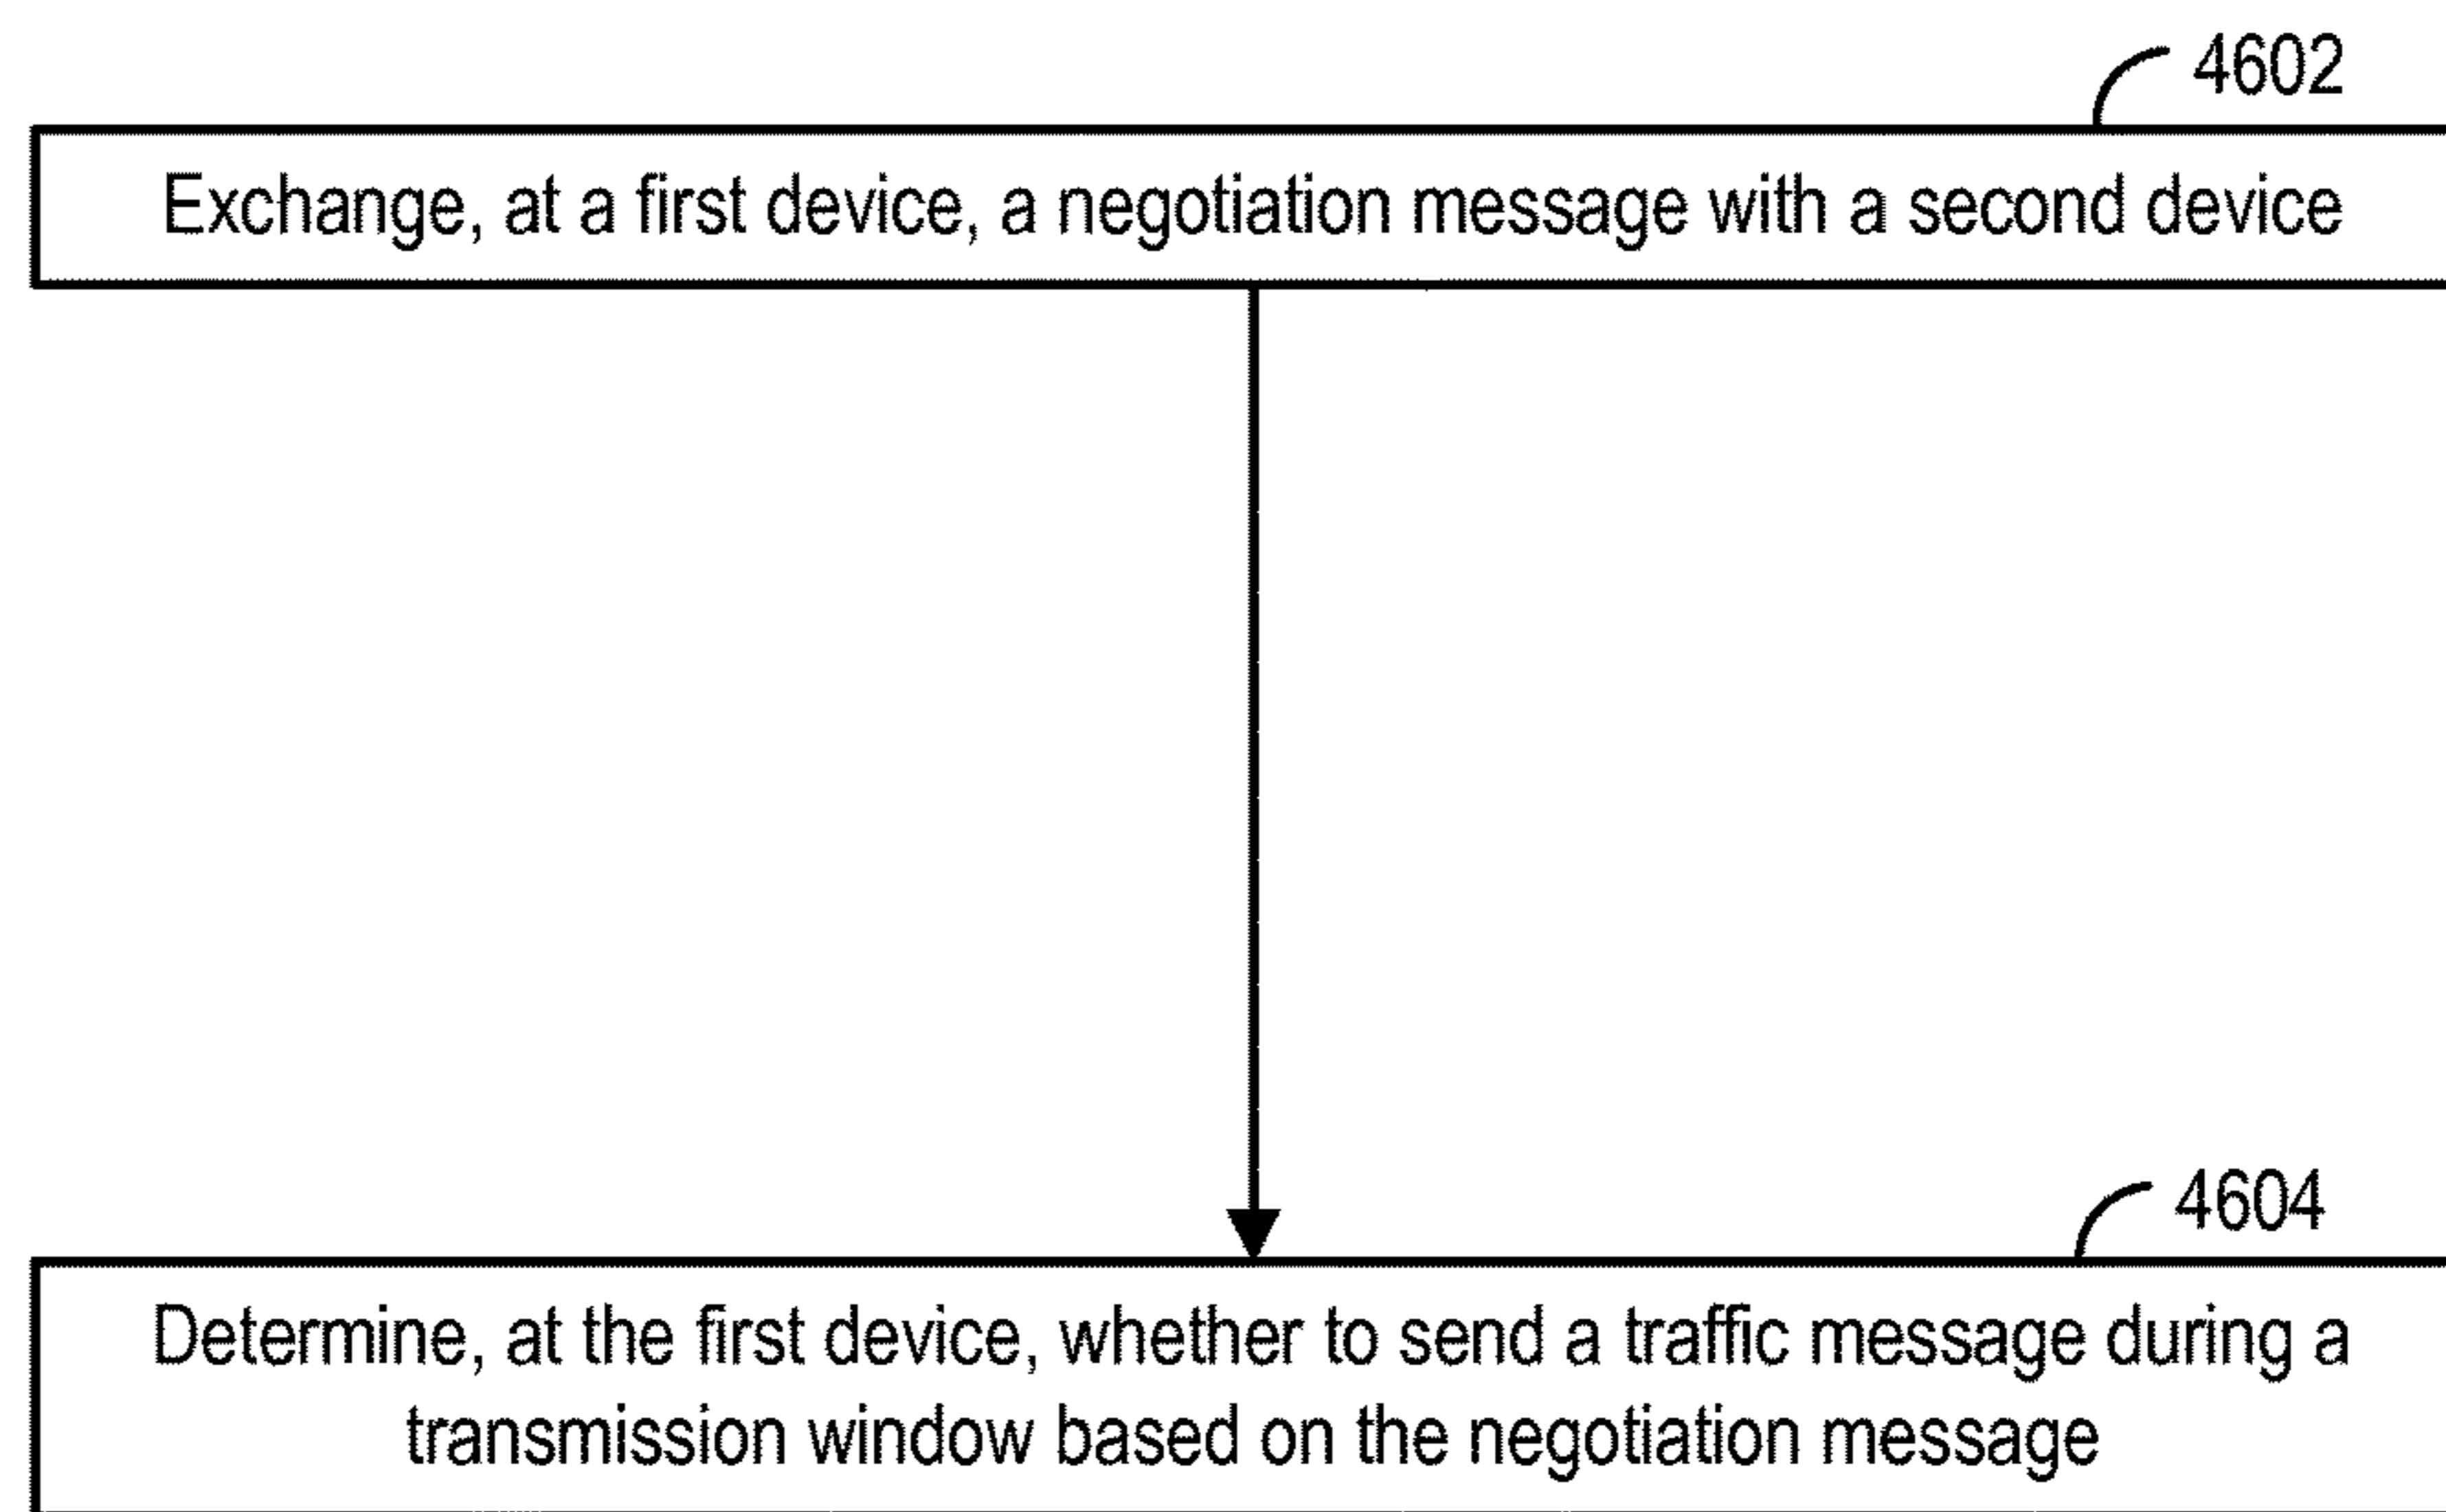 4602
Exchange, at a first device, a negotiation message with a second device
4604
Determine, at the first device, whether to send a traffic message during a
transmission window based on the negotiation message